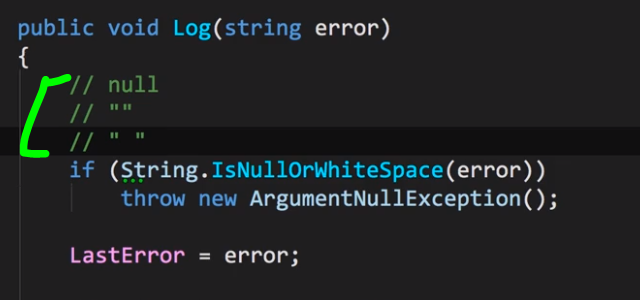 public void Log(string error)
{
// null
// ""
// " "
if (String.IsNullOrWhiteSpace(error))
throw new ArgumentNullException();
LastError = error;